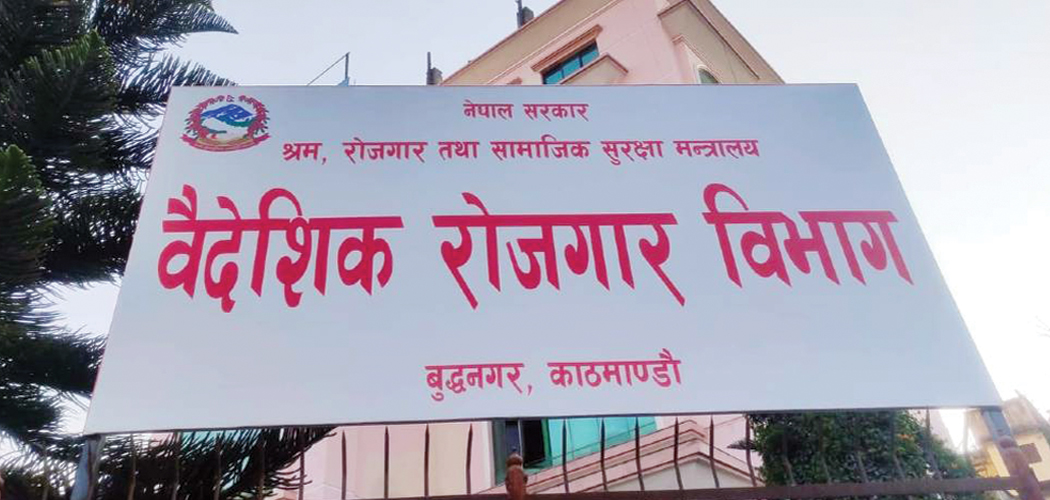 नेपाल सरकार
श्रम, रोजगार तथा सामाजिक सुरक्षा मन्त्रालय
वैदेशिक रोजगार विभाग
बुद्धनगर, काठमाण्डौ